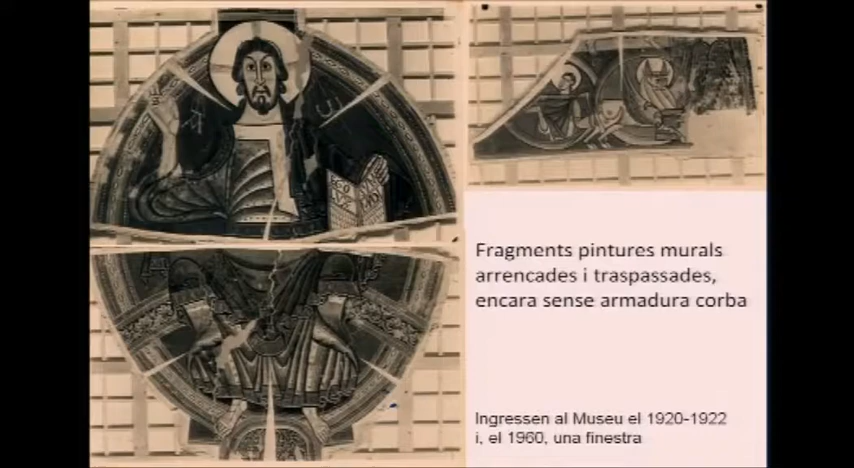 Fragments pintures murals
arrencades i traspassades,
encara sense armadura corba
Ingressen al Museu el 1920-1922
i, el 1960, una finestra